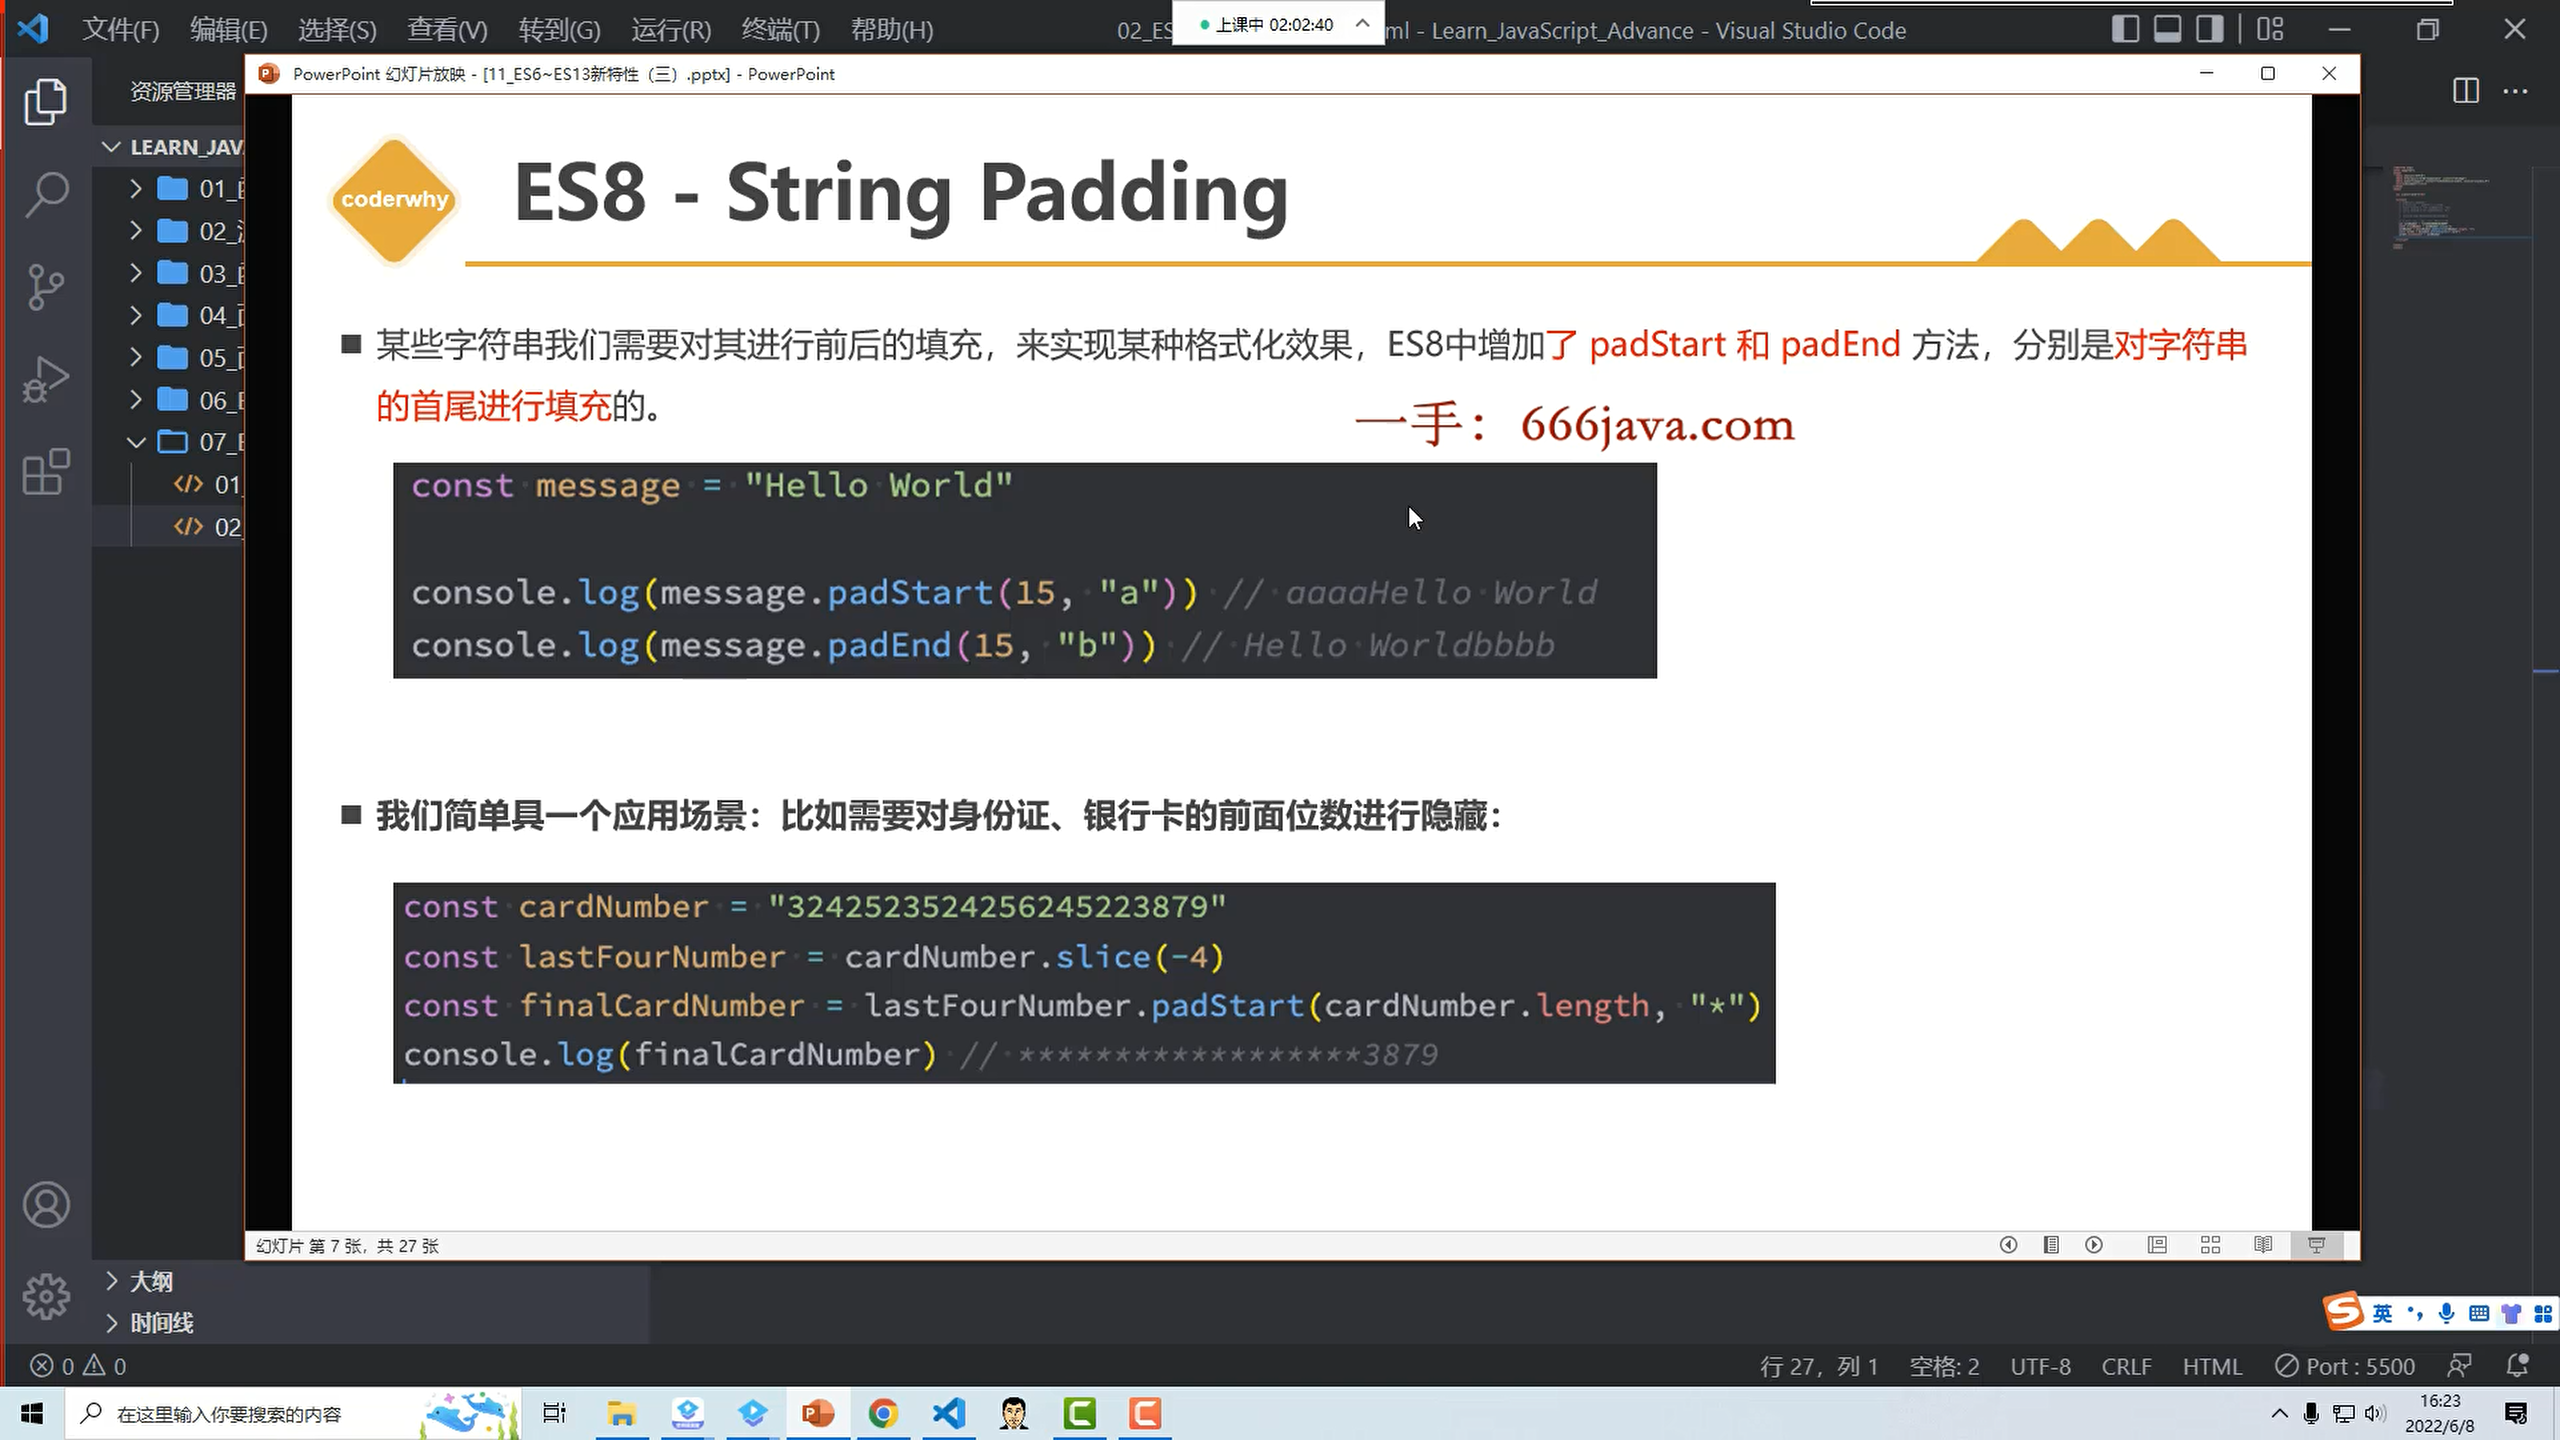 文件(F) 编辑(E) 选择(S) 查看(V) 转到(G) 运行(R) 终端(T) 帮助(H)
02_ES
上课中 02:02:40
ml - Learn_JavaScript_Advance - Visual Studio Code
资源管理器
PowerPoint 幻灯片放映 - [11_ES6~ES13新特性（三）.pptx] - PowerPoint
LEARN_JAV
01_
02_
03_
04_
05_
06_E
07_E
01_
02_
coderwhy
ES8 - String Padding
某些字符串我们需要对其进行前后的填充，来实现某种格式化效果，ES8中增加了 padStart 和 padEnd 方法，分别是对字符串
的首尾进行填充的。
一手：666java.com
const message = "Hello World"
console.log(message.padStart(15, "a")) // aaaaHello World
console.log(message.padEnd(15, "b")) // Hello Worldbbbb
我们简单具一个应用场景：比如需要对身份证、银行卡的前面位数进行隐藏：
const cardNumber = "3242523524256245223879"
const lastFourNumber = cardNumber.slice(-4)
const finalCardNumber = lastFourNumber.padStart(cardNumber.length, "*")
console.log(finalCardNumber) // ******************3879
幻灯片 第 7 张，共 27 张
大纲
时间线
英
0 0
行 27，列 1 空格: 2 UTF-8 CRLF HTML Port : 5500
在这里输入你要搜索的内容
16:23
2022/6/8